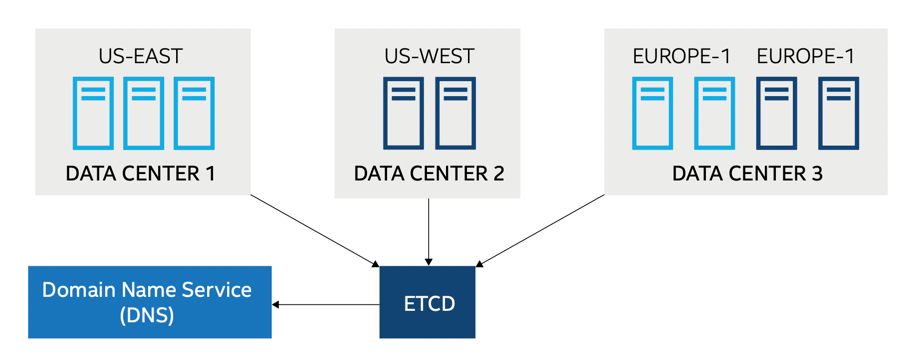 US-EAST
US-WEST
EUROPE-1
EUROPE-1
DATA CENTER 1
DATA CENTER 2
DATA CENTER 3
Domain Name Service
(DNS)
ETCD